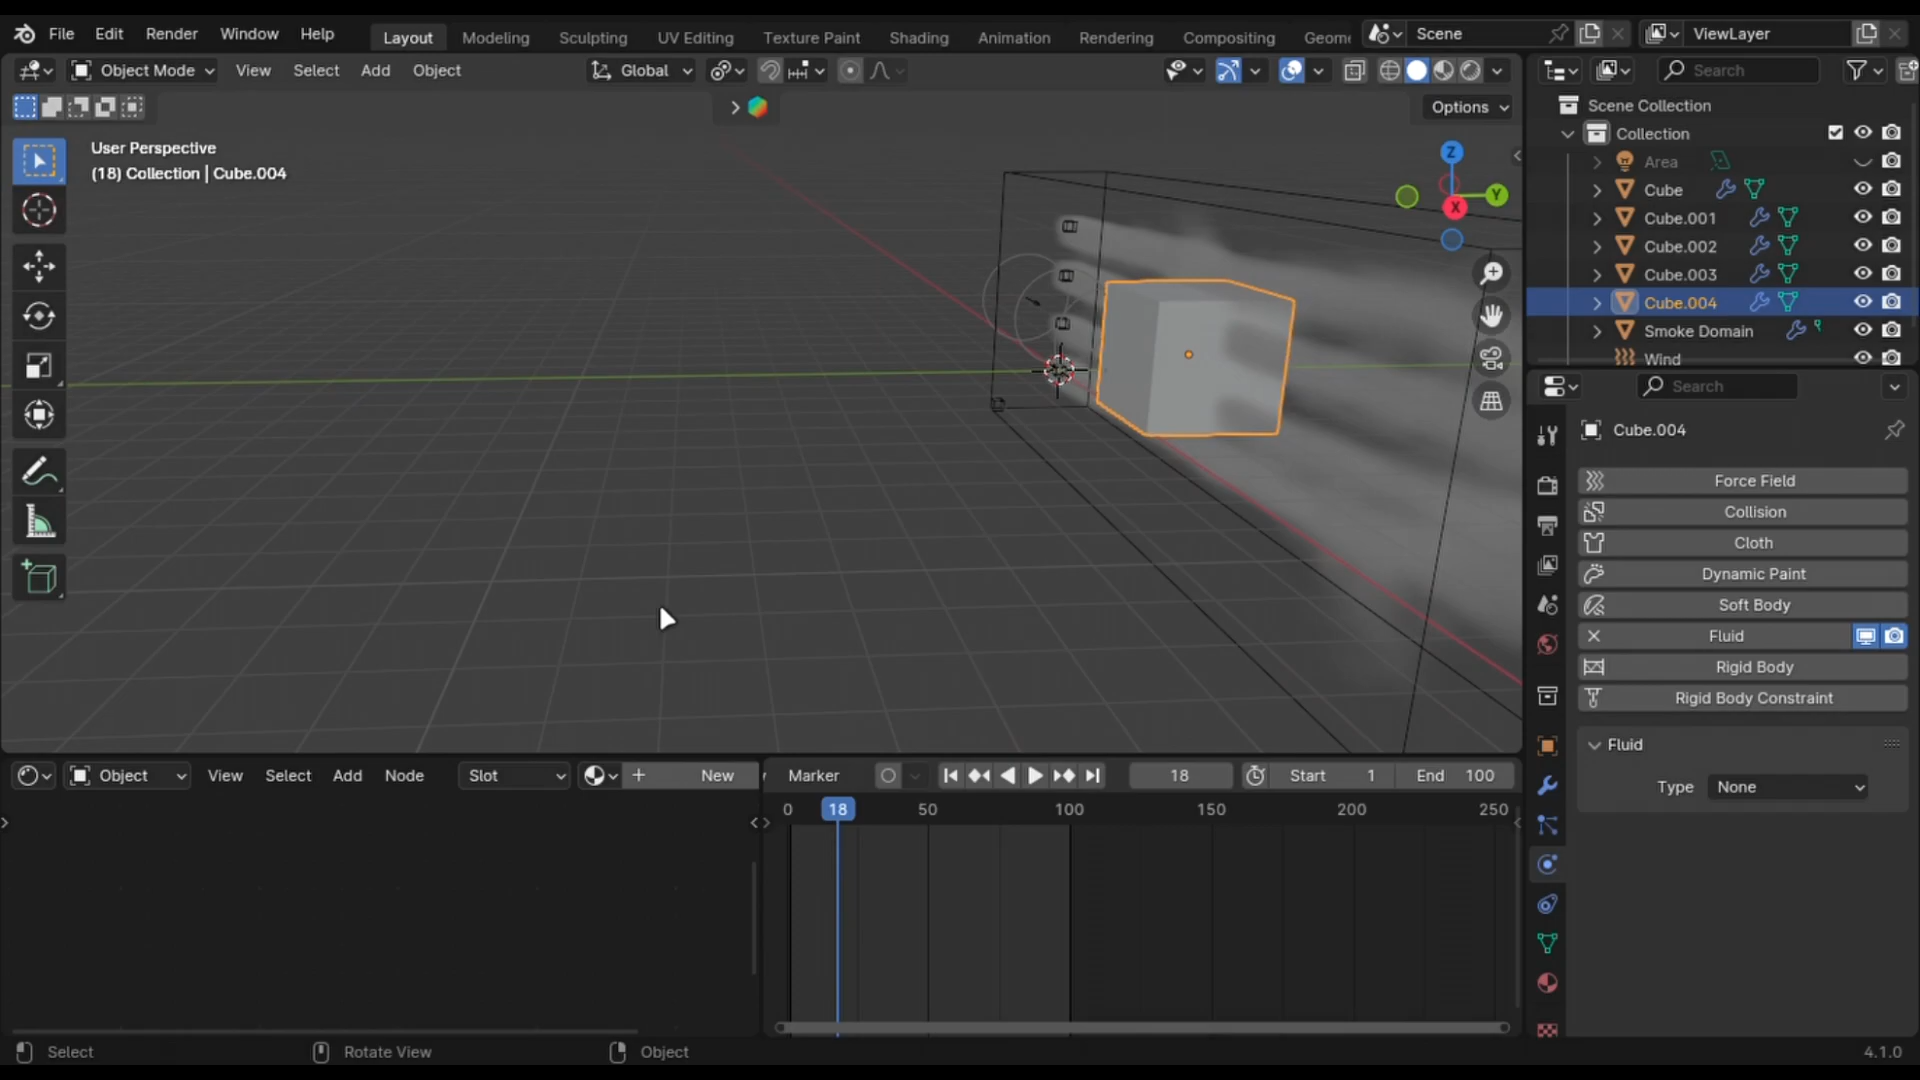 File Edit Render Window Help Layout Modeling Sculpting UV Editing Texture Paint Shading Animation Rendering Compositing Geome Scene ViewLayer
Object Mode View Select Add Object Global Search
Options
User Perspective
(18) Collection | Cube.004
Z
Y
X
Scene Collection
Collection
Area
Cube
Cube.001
Cube.002
Cube.003
Cube.004
Smoke Domain
Wind
Search
Cube.004
Force Field
Collision
Cloth
Dynamic Paint
Soft Body
Fluid
Rigid Body
Rigid Body Constraint
Fluid
Type None
Object View Select Add Node Slot New
Marker 18 Start 1 End 100
0 18 50 100 150 200 250
Select Rotate View Object 4.1.0